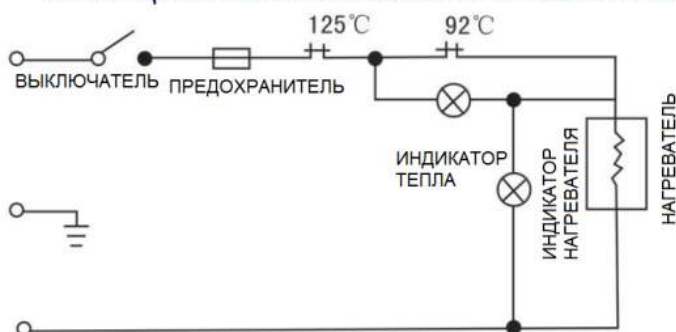 125℃
92℃
ВЫКЛЮЧАТЕЛЬ
ПРЕДОХРАНИТЕЛЬ
ИНДИКАТОР
ТЕПЛА
ИНДИКАТОР
НАГРЕВАТЕЛЯ
НАГРЕВАТЕЛЬ